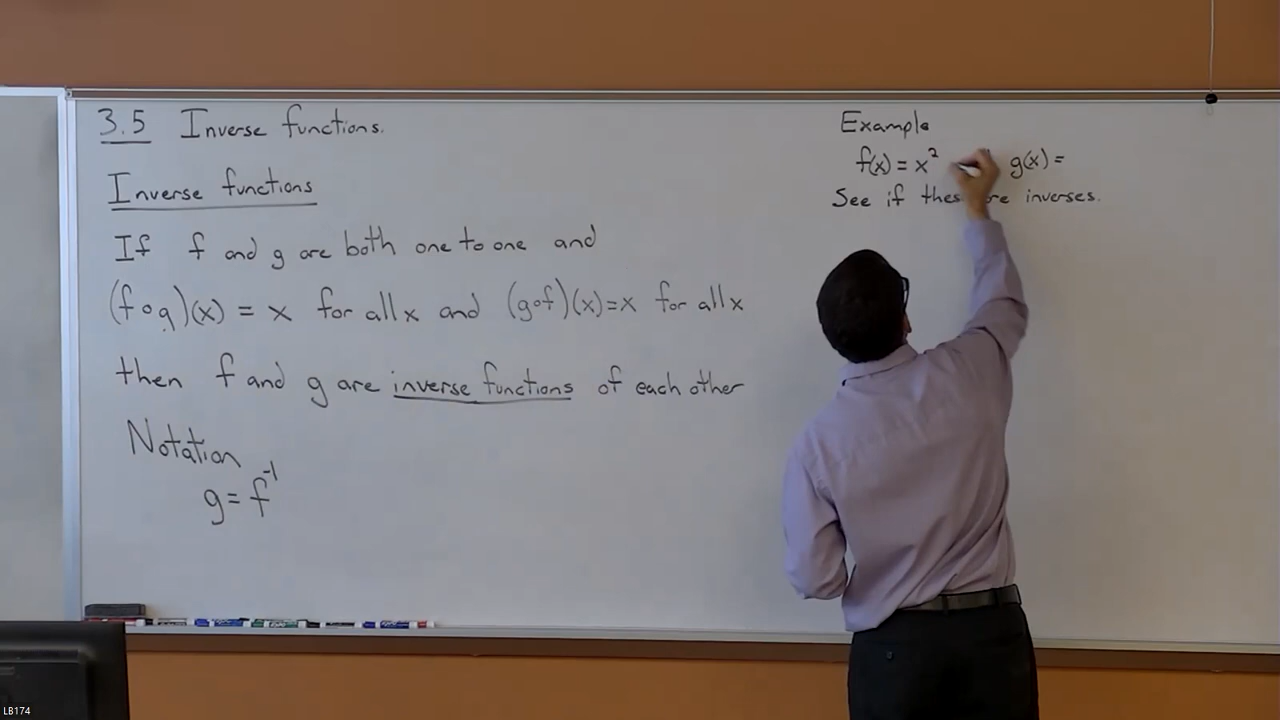 3.5 Inverse functions.
Inverse functions
If f and g are both one to one and
(f∘g)(x) = x for all x and (g∘f)(x)=x for all x
then f and g are inverse functions of each other
Notation
g = f⁻¹
Example
f(x) = x² g(x) =
See if inverses.
LB174